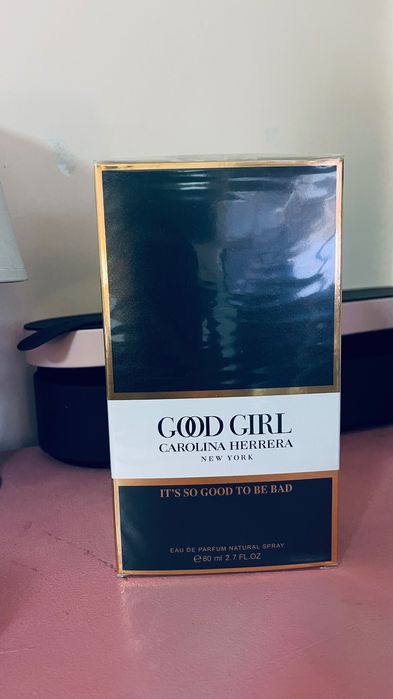 GOOD GIRL
CAROLINA HERRERA
NEW YORK
IT'S SO GOOD TO BE BAD
EAU DE PARFUM NATURAL SPRAY
℮80 ml 2.7 FL.OZ